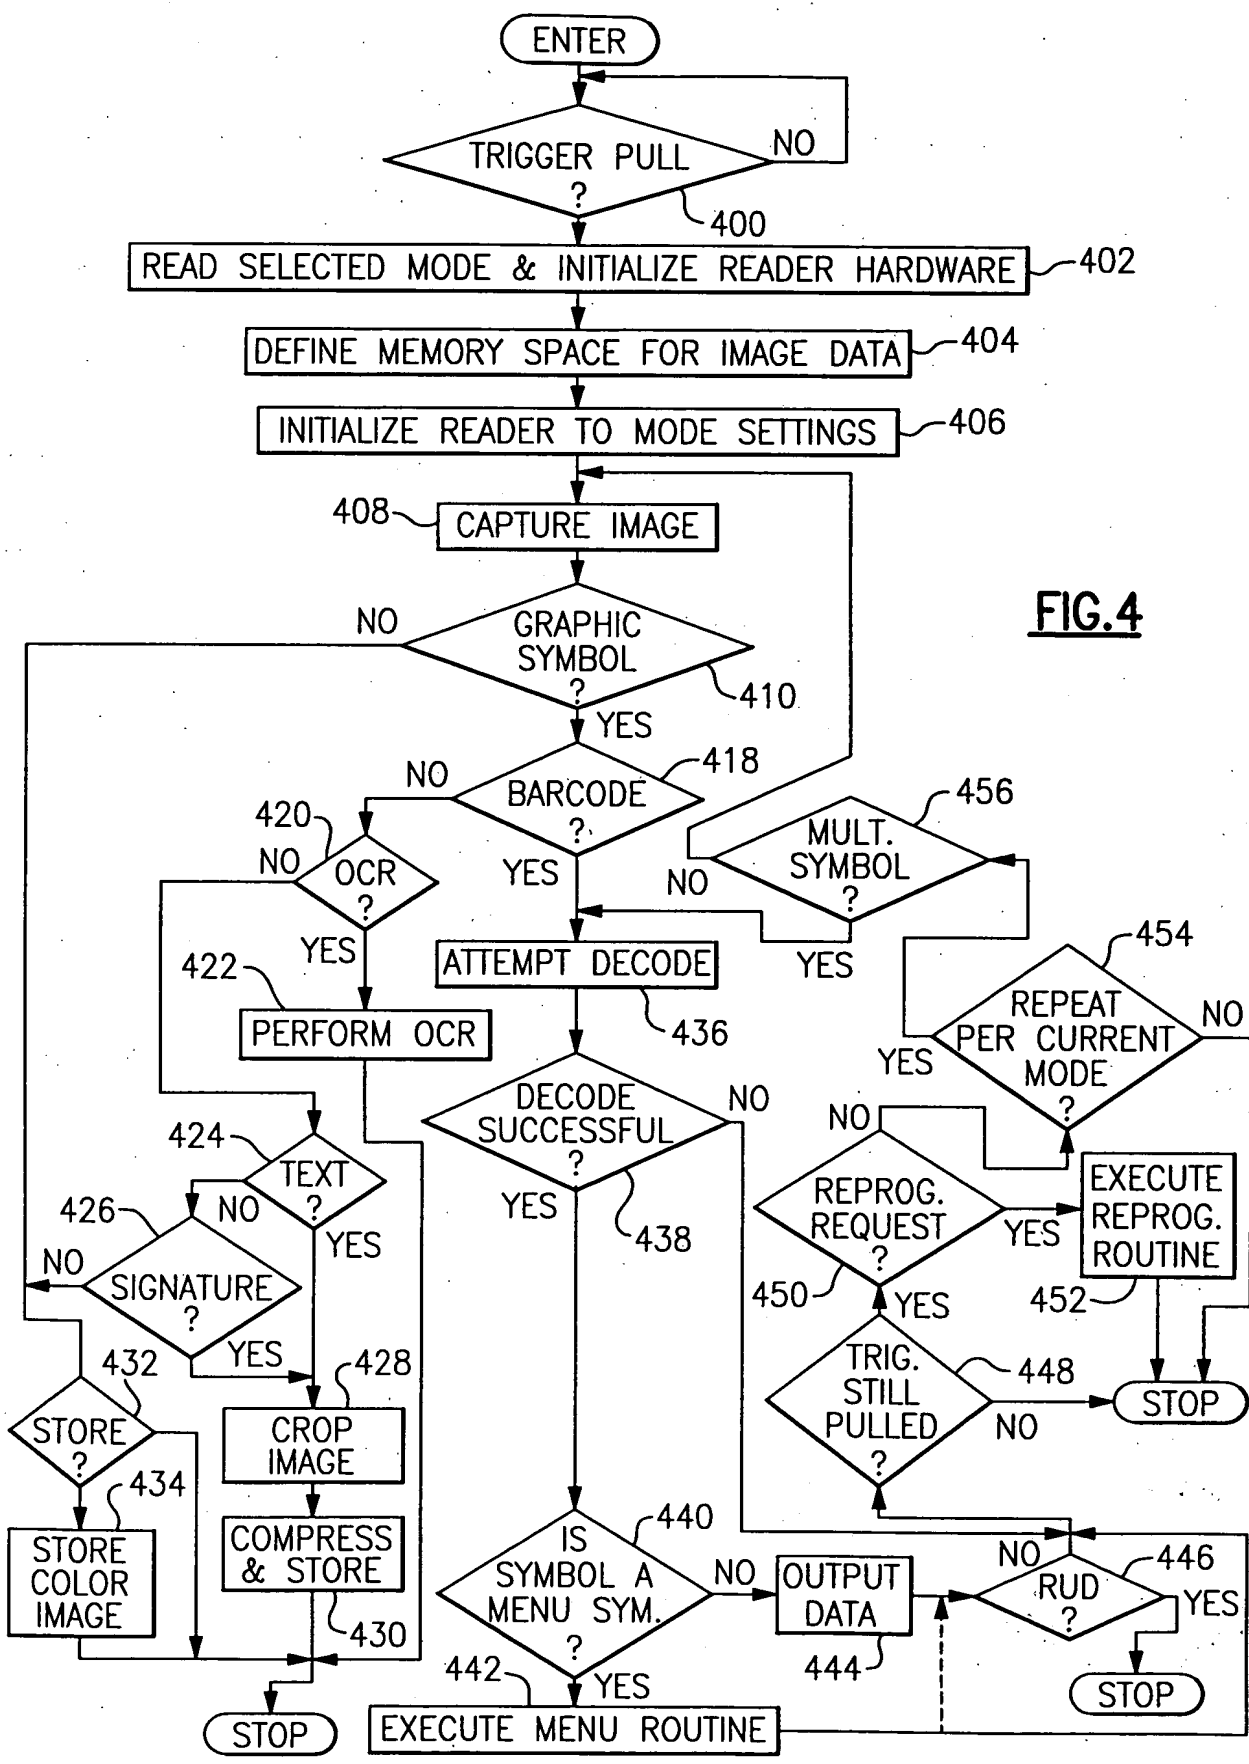 ENTER
TRIGGER PULL
?
NO
400
READ SELECTED MODE & INITIALIZE READER HARDWARE
402
DEFINE MEMORY SPACE FOR IMAGE DATA
404
INITIALIZE READER TO MODE SETTINGS
406
408
CAPTURE IMAGE
FIG.4
NO
GRAPHIC
SYMBOL
?
410
YES
418
NO
BARCODE
?
YES
420
NO
OCR
?
YES
456
MULT.
SYMBOL
?
NO
YES
422
PERFORM OCR
ATTEMPT DECODE
436
454
REPEAT
PER CURRENT
MODE
?
NO
YES
DECODE
SUCCESSFUL
?
NO
YES
438
424
TEXT
?
NO
YES
426
NO
SIGNATURE
?
YES
NO
REPROG.
REQUEST
?
450
YES
YES
EXECUTE
REPROG.
ROUTINE
452
432
STORE
?
428
CROP
IMAGE
TRIG.
STILL
PULLED
?
448
NO
STOP
434
STORE
COLOR
IMAGE
COMPRESS
& STORE
430
440
IS
SYMBOL A
MENU SYM.
?
NO
YES
OUTPUT
DATA
444
NO
446
RUD
?
YES
STOP
442
EXECUTE MENU ROUTINE
STOP